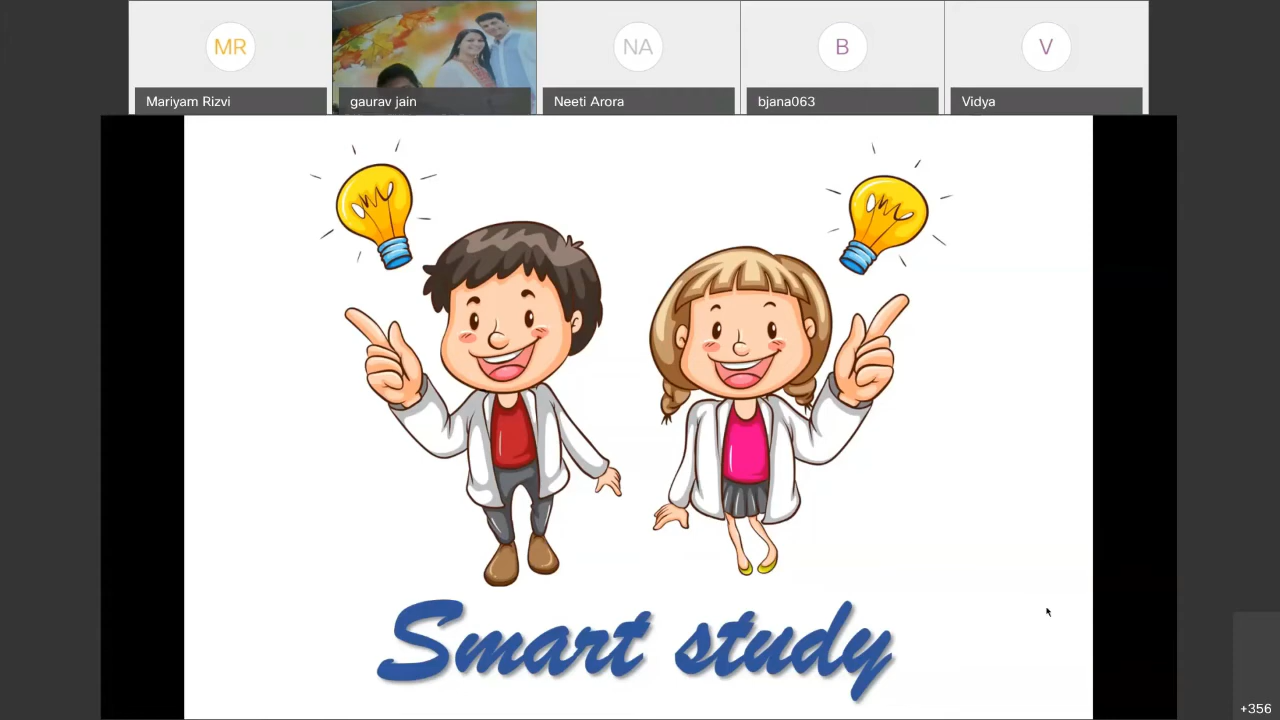 MR
NA
B
V
Mariyam Rizvi
gaurav jain
Neeti Arora
bjana063
Vidya
Smart study
+356